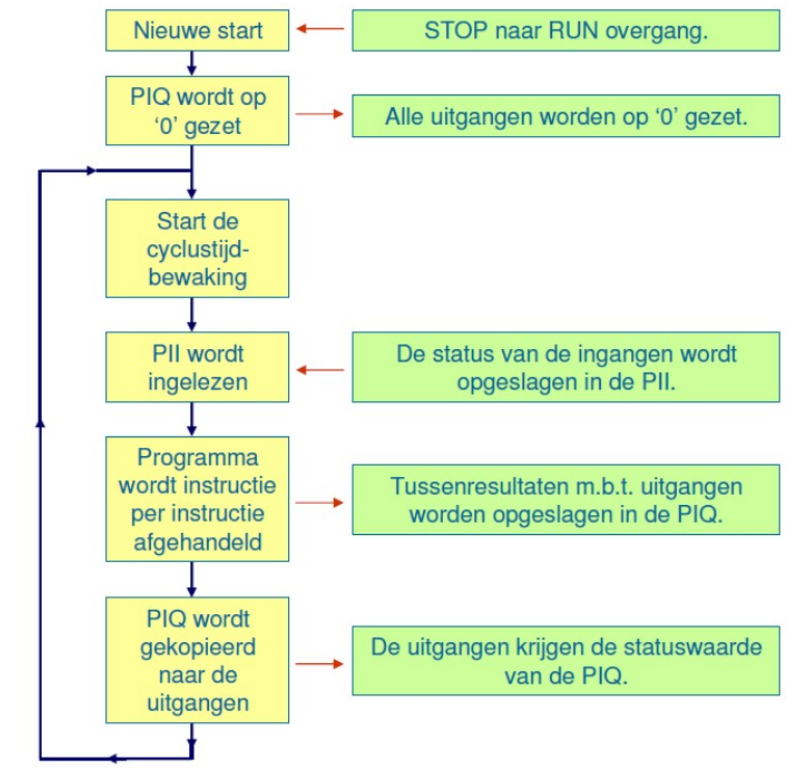 Nieuwe start
STOP naar RUN overgang.
PIQ wordt op
‘0’ gezet
Alle uitgangen worden op ‘0’ gezet.
Start de
cyclustijd-
bewaking
PII wordt
ingelezen
De status van de ingangen wordt
opgeslagen in de PII.
Programma
wordt instructie
per instructie
afgehandeld
Tussenresultaten m.b.t. uitgangen
worden opgeslagen in de PIQ.
PIQ wordt
gekopieerd
naar de
uitgangen
De uitgangen krijgen de statuswaarde
van de PIQ.